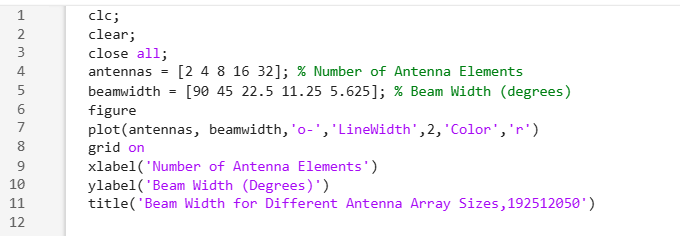 1 clc;
2 clear;
3 close all;
4 antennas = [2 4 8 16 32]; % Number of Antenna Elements
5 beamwidth = [90 45 22.5 11.25 5.625]; % Beam Width (degrees)
6 figure
7 plot(antennas, beamwidth,'o-','LineWidth',2,'Color','r')
8 grid on
9 xlabel('Number of Antenna Elements')
10 ylabel('Beam Width (Degrees)')
11 title('Beam Width for Different Antenna Array Sizes,192512050')
12